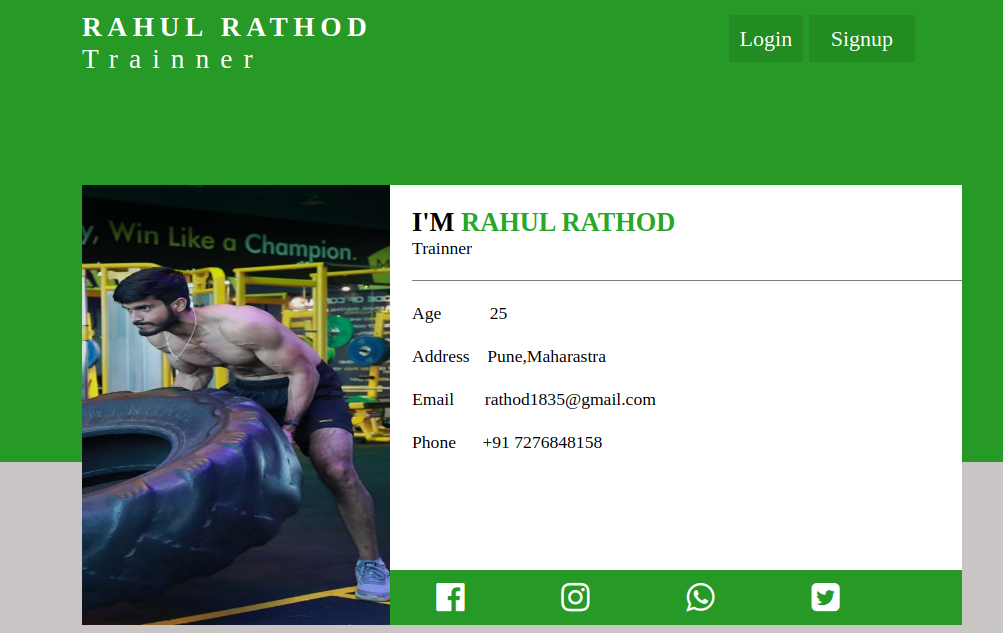 RAHUL RATHOD
Trainner
Login
Signup
y, Win Like a Champion.
I'M RAHUL RATHOD
Trainner
Age 25
Address Pune,Maharastra
Email rathod1835@gmail.com
Phone +91 7276848158